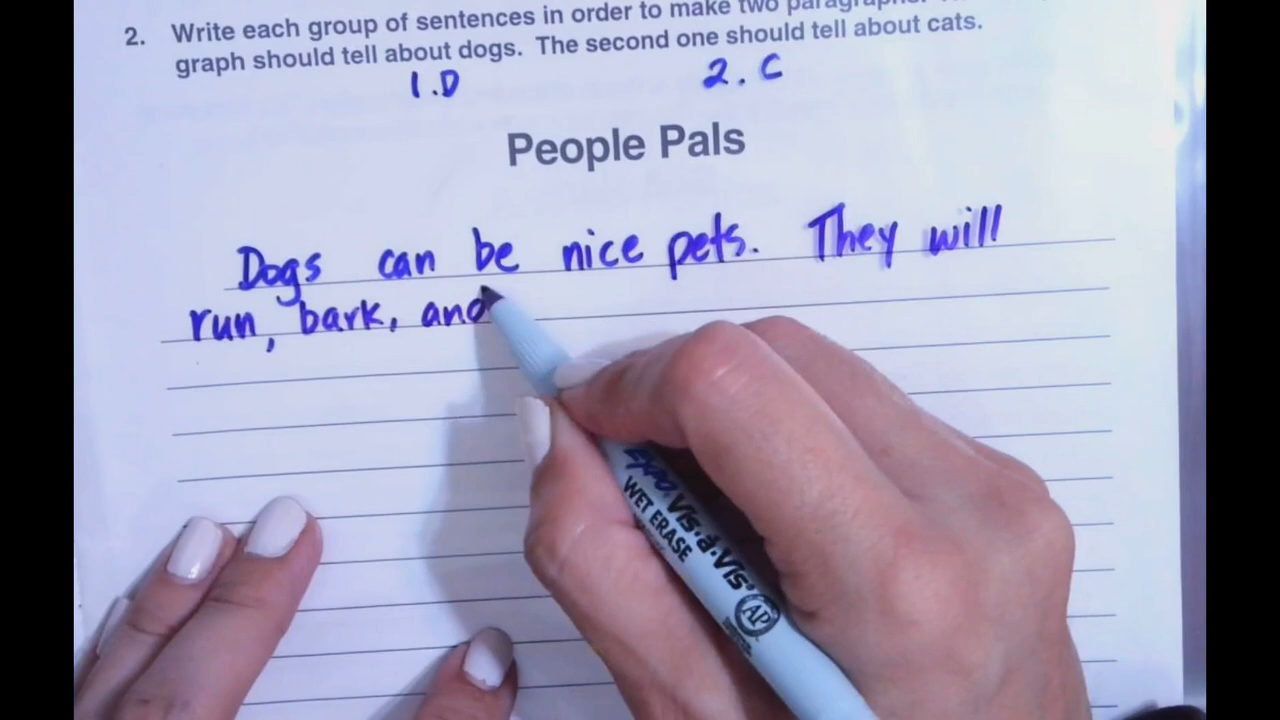 2. Write each group of sentences in order to make two
graph should tell about dogs. The second one should tell about cats.
1.D 2.C
People Pals
Dogs can be nice pets. They will
run, bark, and
EXPO Vis-à-Vis®
WET ERASE
AP